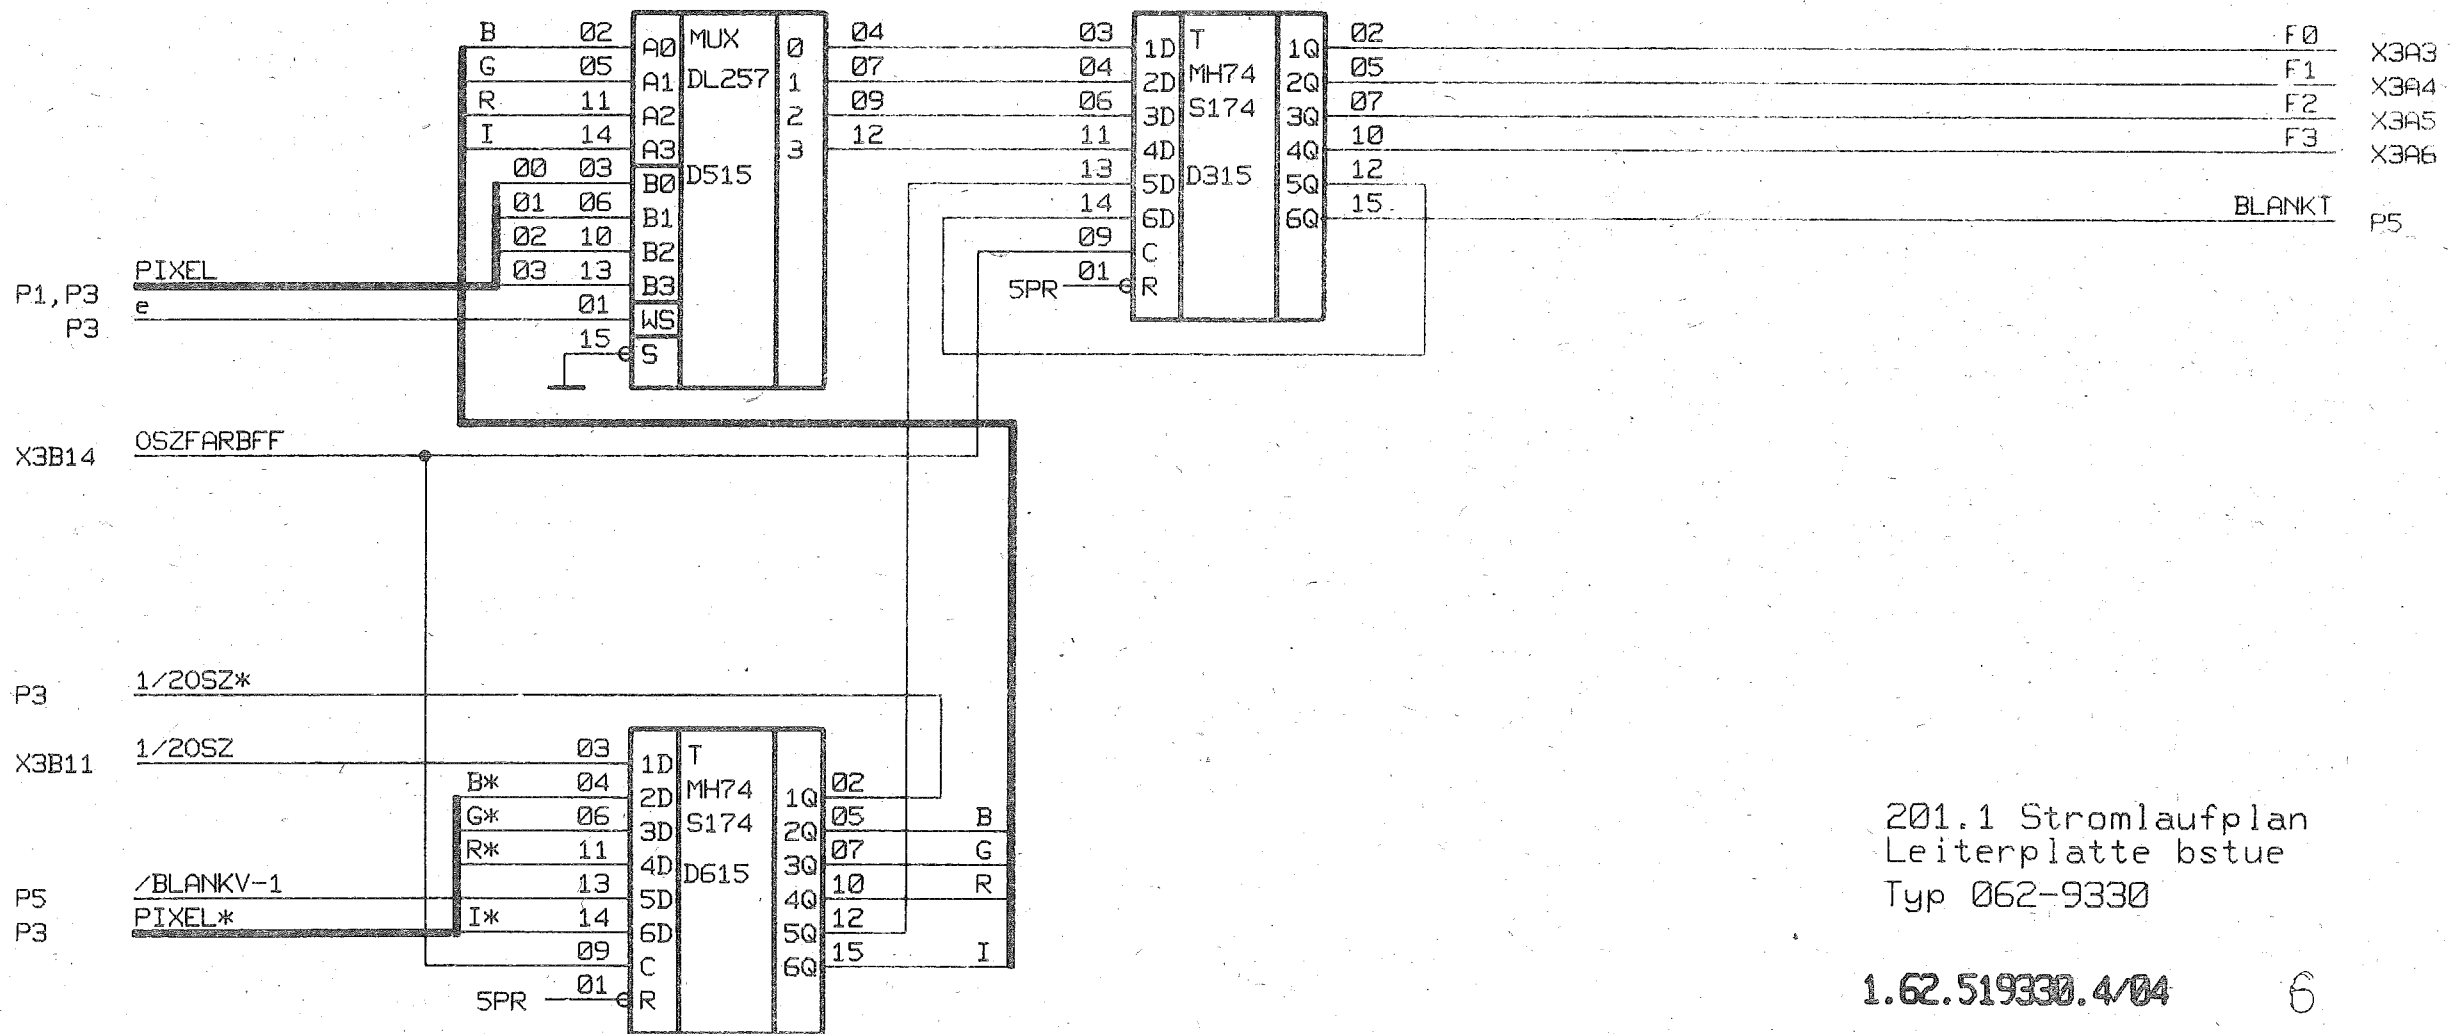 B 02 A0 MUX 0 04 03 1D T 1Q 02 F0 X3A3
G 05 A1 DL257 1 07 04 2D MH74 2Q 05 F1 X3A4
R 11 A2 2 09 06 3D S174 3Q 07 F2 X3A5
I 14 A3 3 12 11 4D 4Q 10 F3 X3A6
00 03 B0 D515 13 5D D315 5Q 12
01 06 B1 14 6D 6Q 15 BLANKT P5
02 10 B2 09 C
P1,P3 PIXEL 03 13 B3 5PR 01 R
P3 e 01 WS
15 S
X3B14 OSZFARBFF
P3 1/2OSZ*
X3B11 1/2OSZ 03 1D T
B* 04 2D MH74 1Q 02
G* 06 3D S174 2Q 05 B
R* 11 4D D615 3Q 07 G
P5 /BLANKV-1 13 5D 4Q 10 R
P3 PIXEL* I* 14 6D 5Q 12
09 C 6Q 15 I
5PR 01 R
201.1 Stromlaufplan
Leiterplatte bstue
Typ 062-9330
1.62.519330.4/04 6